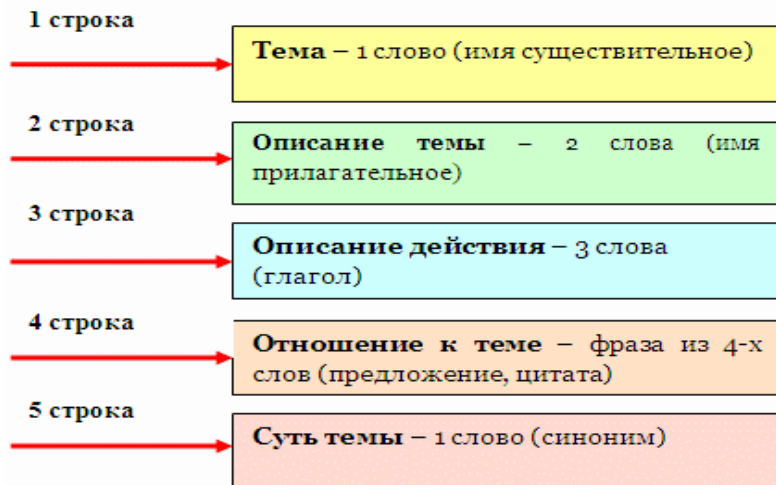 1 строка
Тема – 1 слово (имя существительное)
2 строка
Описание темы – 2 слова (имя
прилагательное)
3 строка
Описание действия – 3 слова
(глагол)
4 строка
Отношение к теме – фраза из 4-х
слов (предложение, цитата)
5 строка
Суть темы – 1 слово (синоним)